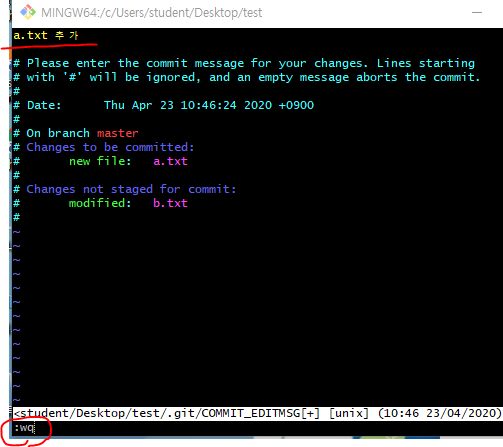 MINGW64:/c/Users/student/Desktop/test
a.txt 추가
# Please enter the commit message for your changes. Lines starting
# with '#' will be ignored, and an empty message aborts the commit.
#
# Date:      Thu Apr 23 10:46:24 2020 +0900
#
# On branch master
# Changes to be committed:
#       new file:   a.txt
#
# Changes not staged for commit:
#       modified:   b.txt
#
~
~
~
~
~
~
~
~
~
~
~
~
<student/Desktop/test/.git/COMMIT_EDITMSG[+] [unix] (10:46 23/04/2020)
:wq